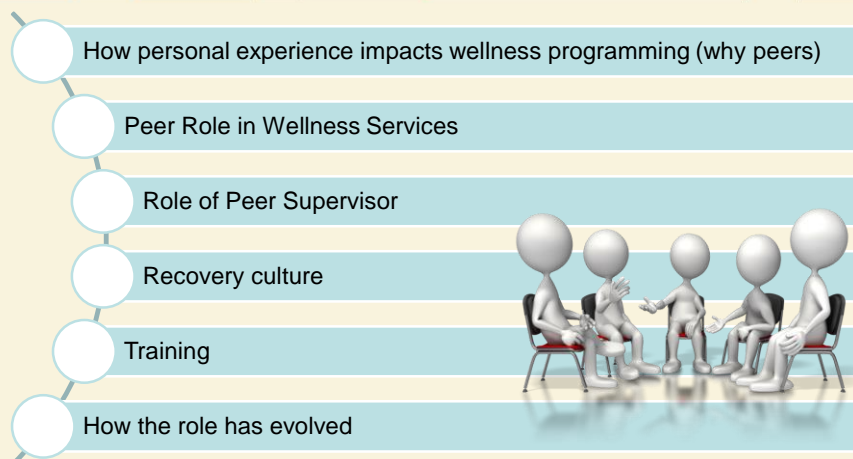 How personal experience impacts wellness programming (why peers)
Peer Role in Wellness Services
Role of Peer Supervisor
Recovery culture
Training
How the role has evolved